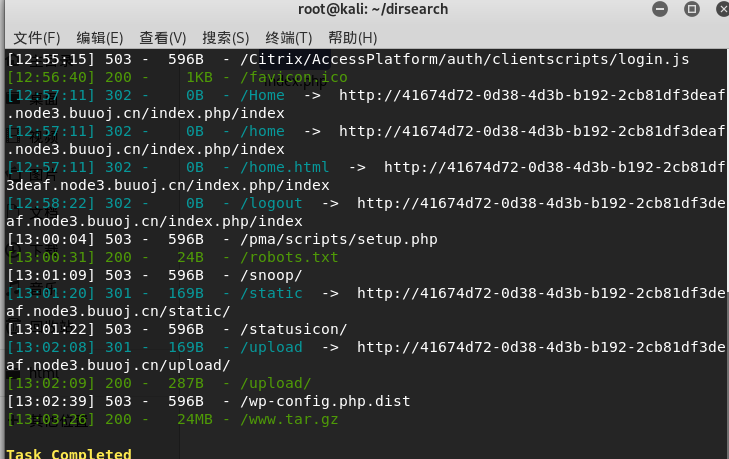 root@kali: ~/dirsearch
文件(F) 编辑(E) 查看(V) 搜索(S) 终端(T) 帮助(H)
[12:55:15] 503 -  596B  - /Citrix/AccessPlatform/auth/clientscripts/login.js
[12:56:40] 200 -    1KB - /favicon.ico
[12:57:11] 302 -    0B  - /Home  ->  http://41674d72-0d38-4d3b-b192-2cb81df3deaf
.node3.buuoj.cn/index.php/index
[12:57:11] 302 -    0B  - /home  ->  http://41674d72-0d38-4d3b-b192-2cb81df3deaf
.node3.buuoj.cn/index.php/index
[12:57:11] 302 -    0B  - /home.html  ->  http://41674d72-0d38-4d3b-b192-2cb81df
3deaf.node3.buuoj.cn/index.php/index
[12:58:22] 302 -    0B  - /logout  ->  http://41674d72-0d38-4d3b-b192-2cb81df3de
af.node3.buuoj.cn/index.php/index
[13:00:04] 503 -  596B  - /pma/scripts/setup.php
[13:00:31] 200 -   24B  - /robots.txt
[13:01:09] 503 -  596B  - /snoop/
[13:01:20] 301 -  169B  - /static  ->  http://41674d72-0d38-4d3b-b192-2cb81df3de
af.node3.buuoj.cn/static/
[13:01:22] 503 -  596B  - /statusicon/
[13:02:08] 301 -  169B  - /upload  ->  http://41674d72-0d38-4d3b-b192-2cb81df3de
af.node3.buuoj.cn/upload/
[13:02:09] 200 -  287B  - /upload/
[13:02:39] 503 -  596B  - /wp-config.php.dist
[13:03:26] 200 -   24MB - /www.tar.gz
Task Completed